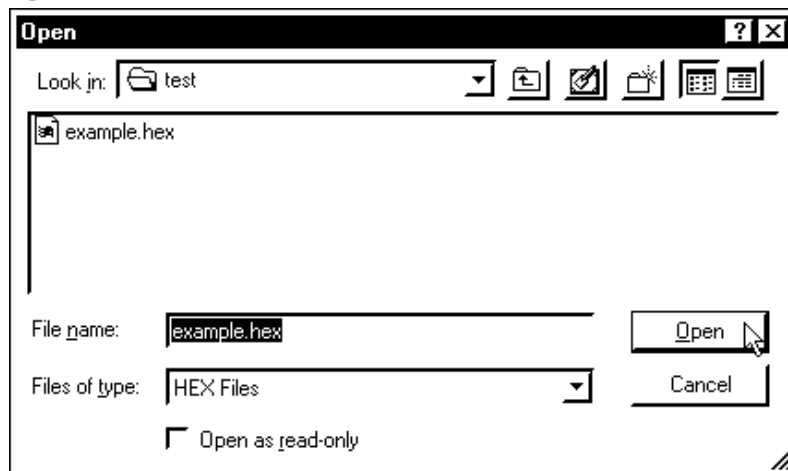 Open
Look in: test
example.hex
File name: example.hex Open
Files of type: HEX Files Cancel
Open as read-only